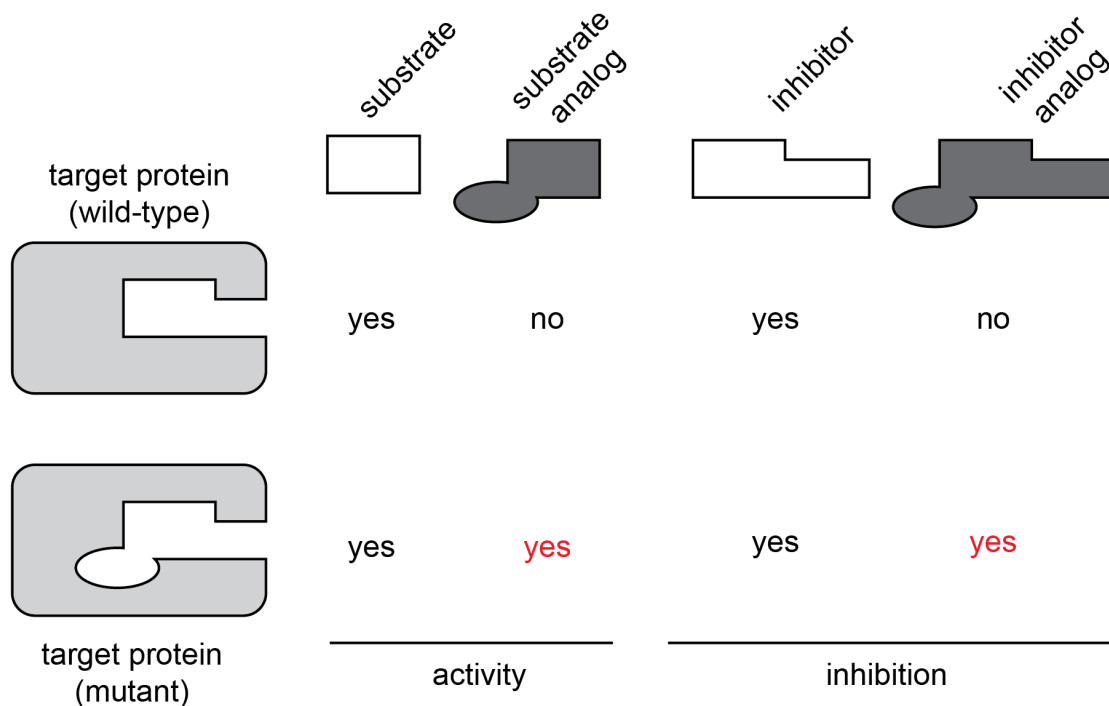 substrate
substrate
analog
inhibitor
inhibitor
analog
target protein
(wild-type)
yes
no
yes
no
yes
yes
yes
yes
target protein
(mutant)
activity
inhibition